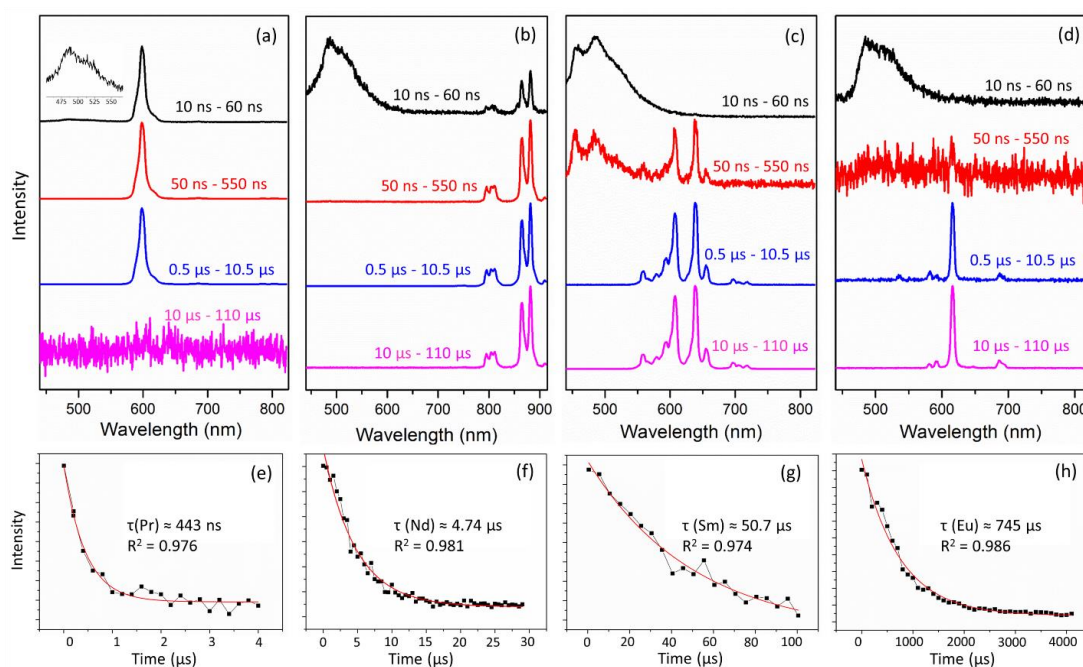 (a)
10 ns - 60 ns
50 ns - 550 ns
0.5 µs - 10.5 µs
10 µs - 110 µs
475 500 525 550
500 600 700 800
Wavelength (nm)
Intensity
(b)
10 ns - 60 ns
50 ns - 550 ns
0.5 µs - 10.5 µs
10 µs - 110 µs
500 600 700 800 900
Wavelength (nm)
(c)
10 ns - 60 ns
50 ns - 550 ns
0.5 µs - 10.5 µs
10 µs - 110 µs
400 500 600 700 800
Wavelength (nm)
(d)
10 ns - 60 ns
50 ns - 550 ns
0.5 µs - 10.5 µs
10 µs - 110 µs
500 600 700 800
Wavelength (nm)
(e)
τ(Pr) ≈ 443 ns
R² = 0.976
0 1 2 3 4
Time (µs)
Intensity
(f)
τ (Nd) ≈ 4.74 µs
R² = 0.981
0 5 10 15 20 25 30
Time (µs)
(g)
τ (Sm) ≈ 50.7 µs
R² = 0.974
0 20 40 60 80 100
Time (µs)
(h)
τ (Eu) ≈ 745 µs
R² = 0.986
0 1000 2000 3000 4000
Time (µs)